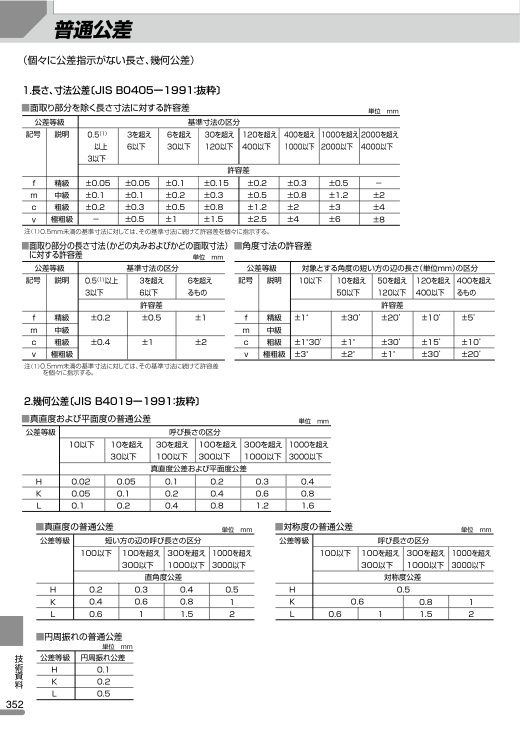 普通公差
(個々に公差指示がない長さ、幾何公差)
1.長さ、寸法公差〔JIS B0405ー1991:抜粋〕
■面取り部分を除く長さ寸法に対する許容差
単位 mm
公差等級 基準寸法の区分
記号 説明 0.5(1) 3を超え 6を超え 30を超え 120を超え 400を超え 1000を超え 2000を超え
以上 6以下 30以下 120以下 400以下 1000以下 2000以下 4000以下
3以下
許容差
f 精級 ±0.05 ±0.05 ±0.1 ±0.15 ±0.2 ±0.3 ±0.5 −
m 中級 ±0.1 ±0.1 ±0.2 ±0.3 ±0.5 ±0.8 ±1.2 ±2
c 粗級 ±0.2 ±0.3 ±0.5 ±0.8 ±1.2 ±2 ±3 ±4
v 極粗級 − ±0.5 ±1 ±1.5 ±2.5 ±4 ±6 ±8
注(1)0.5mm未満の基準寸法に対しては、その基準寸法に続けて許容差を個々に指示する。
■面取り部分の長さ寸法(かどの丸みおよびかどの面取寸法)
に対する許容差
単位 mm
公差等級 基準寸法の区分
記号 説明 0.5(1)以上 3を超え 6を超え
3以下 6以下 るもの
許容差
f 精級 ±0.2 ±0.5 ±1
m 中級
c 粗級 ±0.4 ±1 ±2
v 極粗級
注(1)0.5mm未満の基準寸法に対しては、その基準寸法に続けて許容差
を個々に指示する。
■角度寸法の許容差
公差等級 対象とする角度の短い方の辺の長さ(単位mm)の区分
記号 説明 10以下 10を超え 50を超え 120を超え 400を超え
50以下 120以下 400以下 るもの
許容差
f 精級 ±1° ±30′ ±20′ ±10′ ±5′
m 中級
c 粗級 ±1°30′ ±1° ±30′ ±15′ ±10′
v 極粗級 ±3° ±2° ±1° ±30′ ±20′
2.幾何公差〔JIS B4019ー1991:抜粋〕
■真直度および平面度の普通公差
単位 mm
公差等級 呼び長さの区分
10以下 10を超え 30を超え 100を超え 300を超え 1000を超え
30以下 100以下 300以下 1000以下 3000以下
真直度公差および平面度公差
H 0.02 0.05 0.1 0.2 0.3 0.4
K 0.05 0.1 0.2 0.4 0.6 0.8
L 0.1 0.2 0.4 0.8 1.2 1.6
■真直度の普通公差
単位 mm
公差等級 短い方の辺の呼び長さの区分
100以下 100を超え 300を超え 1000を超え
300以下 1000以下 3000以下
直角度公差
H 0.2 0.3 0.4 0.5
K 0.4 0.6 0.8 1
L 0.6 1 1.5 2
■対称度の普通公差
単位 mm
公差等級 呼び長さの区分
100以下 100を超え 300を超え 1000を超え
300以下 1000以下 3000以下
対称度公差
H 0.5
K 0.6 0.8 1
L 0.6 1 1.5 2
■円周振れの普通公差
単位 mm
公差等級 円周振れ公差
H 0.1
K 0.2
L 0.5
技術資料
352